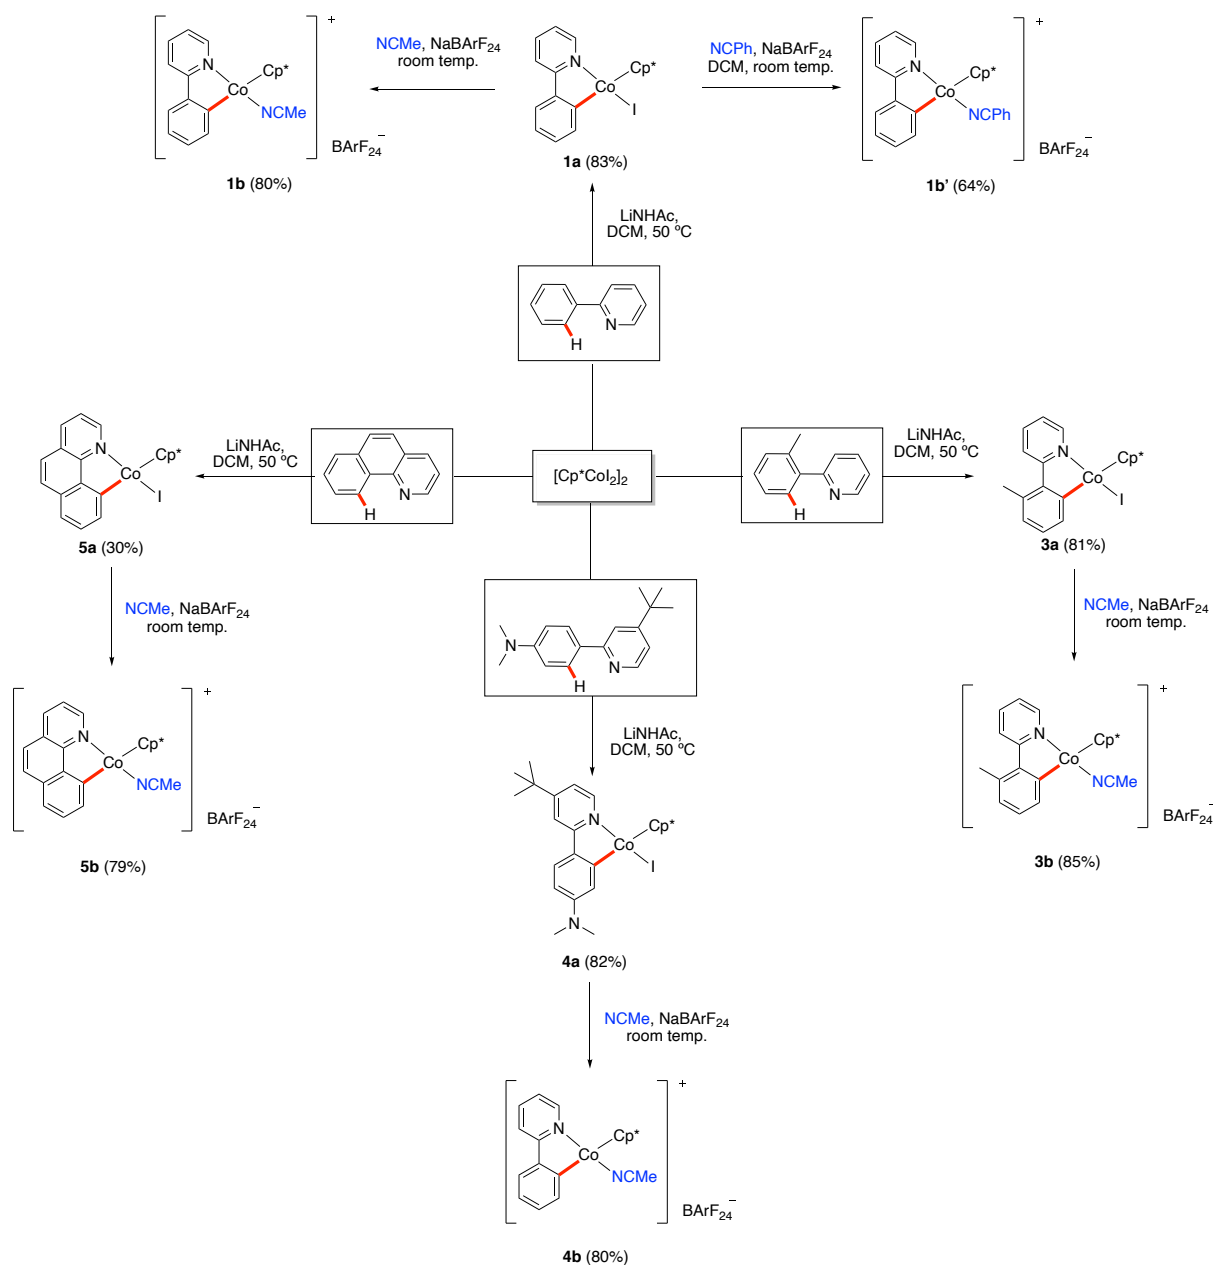 +
NCMe, NaBArF24
room temp.
NCPh, NaBArF24
DCM, room temp.
+
N
Cp*
Co
NCMe
BArF24−
1b (80%)
N
Cp*
Co
I
1a (83%)
N
Cp*
Co
NCPh
BArF24−
1b’ (64%)
LiNHAc,
DCM, 50 ºC
N
H
N
Cp*
Co
I
5a (30%)
LiNHAc,
DCM, 50 ºC
N
H
[Cp*CoI2]2
N
H
LiNHAc,
DCM, 50 ºC
N
Cp*
Co
I
3a (81%)
NCMe, NaBArF24
room temp.
N
N
H
NCMe, NaBArF24
room temp.
+
N
Cp*
Co
NCMe
BArF24−
5b (79%)
LiNHAc,
DCM, 50 ºC
+
N
Cp*
Co
NCMe
BArF24−
3b (85%)
N
Cp*
Co
I
N
4a (82%)
NCMe, NaBArF24
room temp.
+
N
Cp*
Co
NCMe
BArF24−
4b (80%)